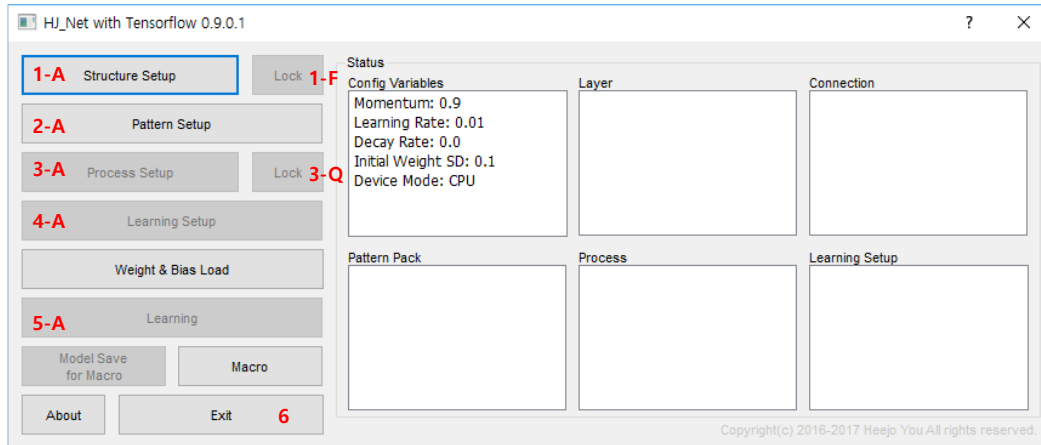 HJ_Net with Tensorflow 0.9.0.1
? ×
1-A Structure Setup
Lock 1-F
2-A Pattern Setup
3-A Process Setup
Lock 3-Q
4-A Learning Setup
Weight & Bias Load
5-A Learning
Model Save
for Macro
Macro
About
Exit 6
Status
Config Variables
Momentum: 0.9
Learning Rate: 0.01
Decay Rate: 0.0
Initial Weight SD: 0.1
Device Mode: CPU
Layer
Connection
Pattern Pack
Process
Learning Setup
Copyright(c) 2016-2017 Heejo You All rights reserved.